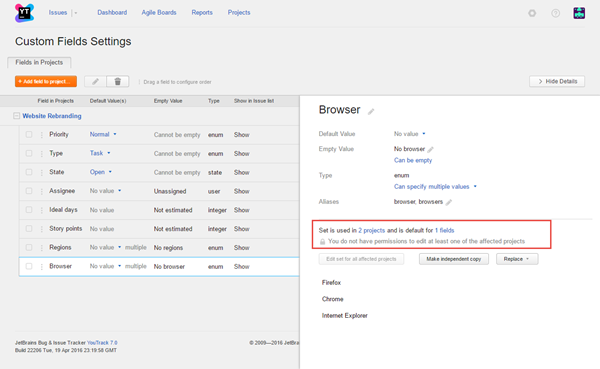 YT
Issues
Dashboard
Agile Boards
Reports
Projects
Custom Fields Settings
Fields in Projects
+ Add field to project...
Drag a field to configure order
> Hide Details
Field in Projects Default Value(s) Empty Value Type Show in Issue list
Website Rebranding
Priority Normal Cannot be empty enum Show
Type Task Cannot be empty enum Show
State Open Cannot be empty state Show
Assignee No value Unassigned user Show
Ideal days No value Not estimated integer Show
Story points No value Not estimated integer Show
Regions No value multiple No regions enum Show
Browser No value multiple No browser enum Show
Browser
Default Value No value
Empty Value No browser
Can be empty
Type enum
Can specify multiple values
Aliases browser, browsers
Set is used in 2 projects and is default for 1 fields
You do not have permissions to edit at least one of the affected projects
Edit set for all affected projects
Make independent copy
Replace
Firefox
Chrome
Internet Explorer
JetBrains Bug & Issue Tracker YouTrack 7.0
Build 22206 Tue, 19 Apr 2016 23:19:58 GMT
© 2009—2016 JetBra